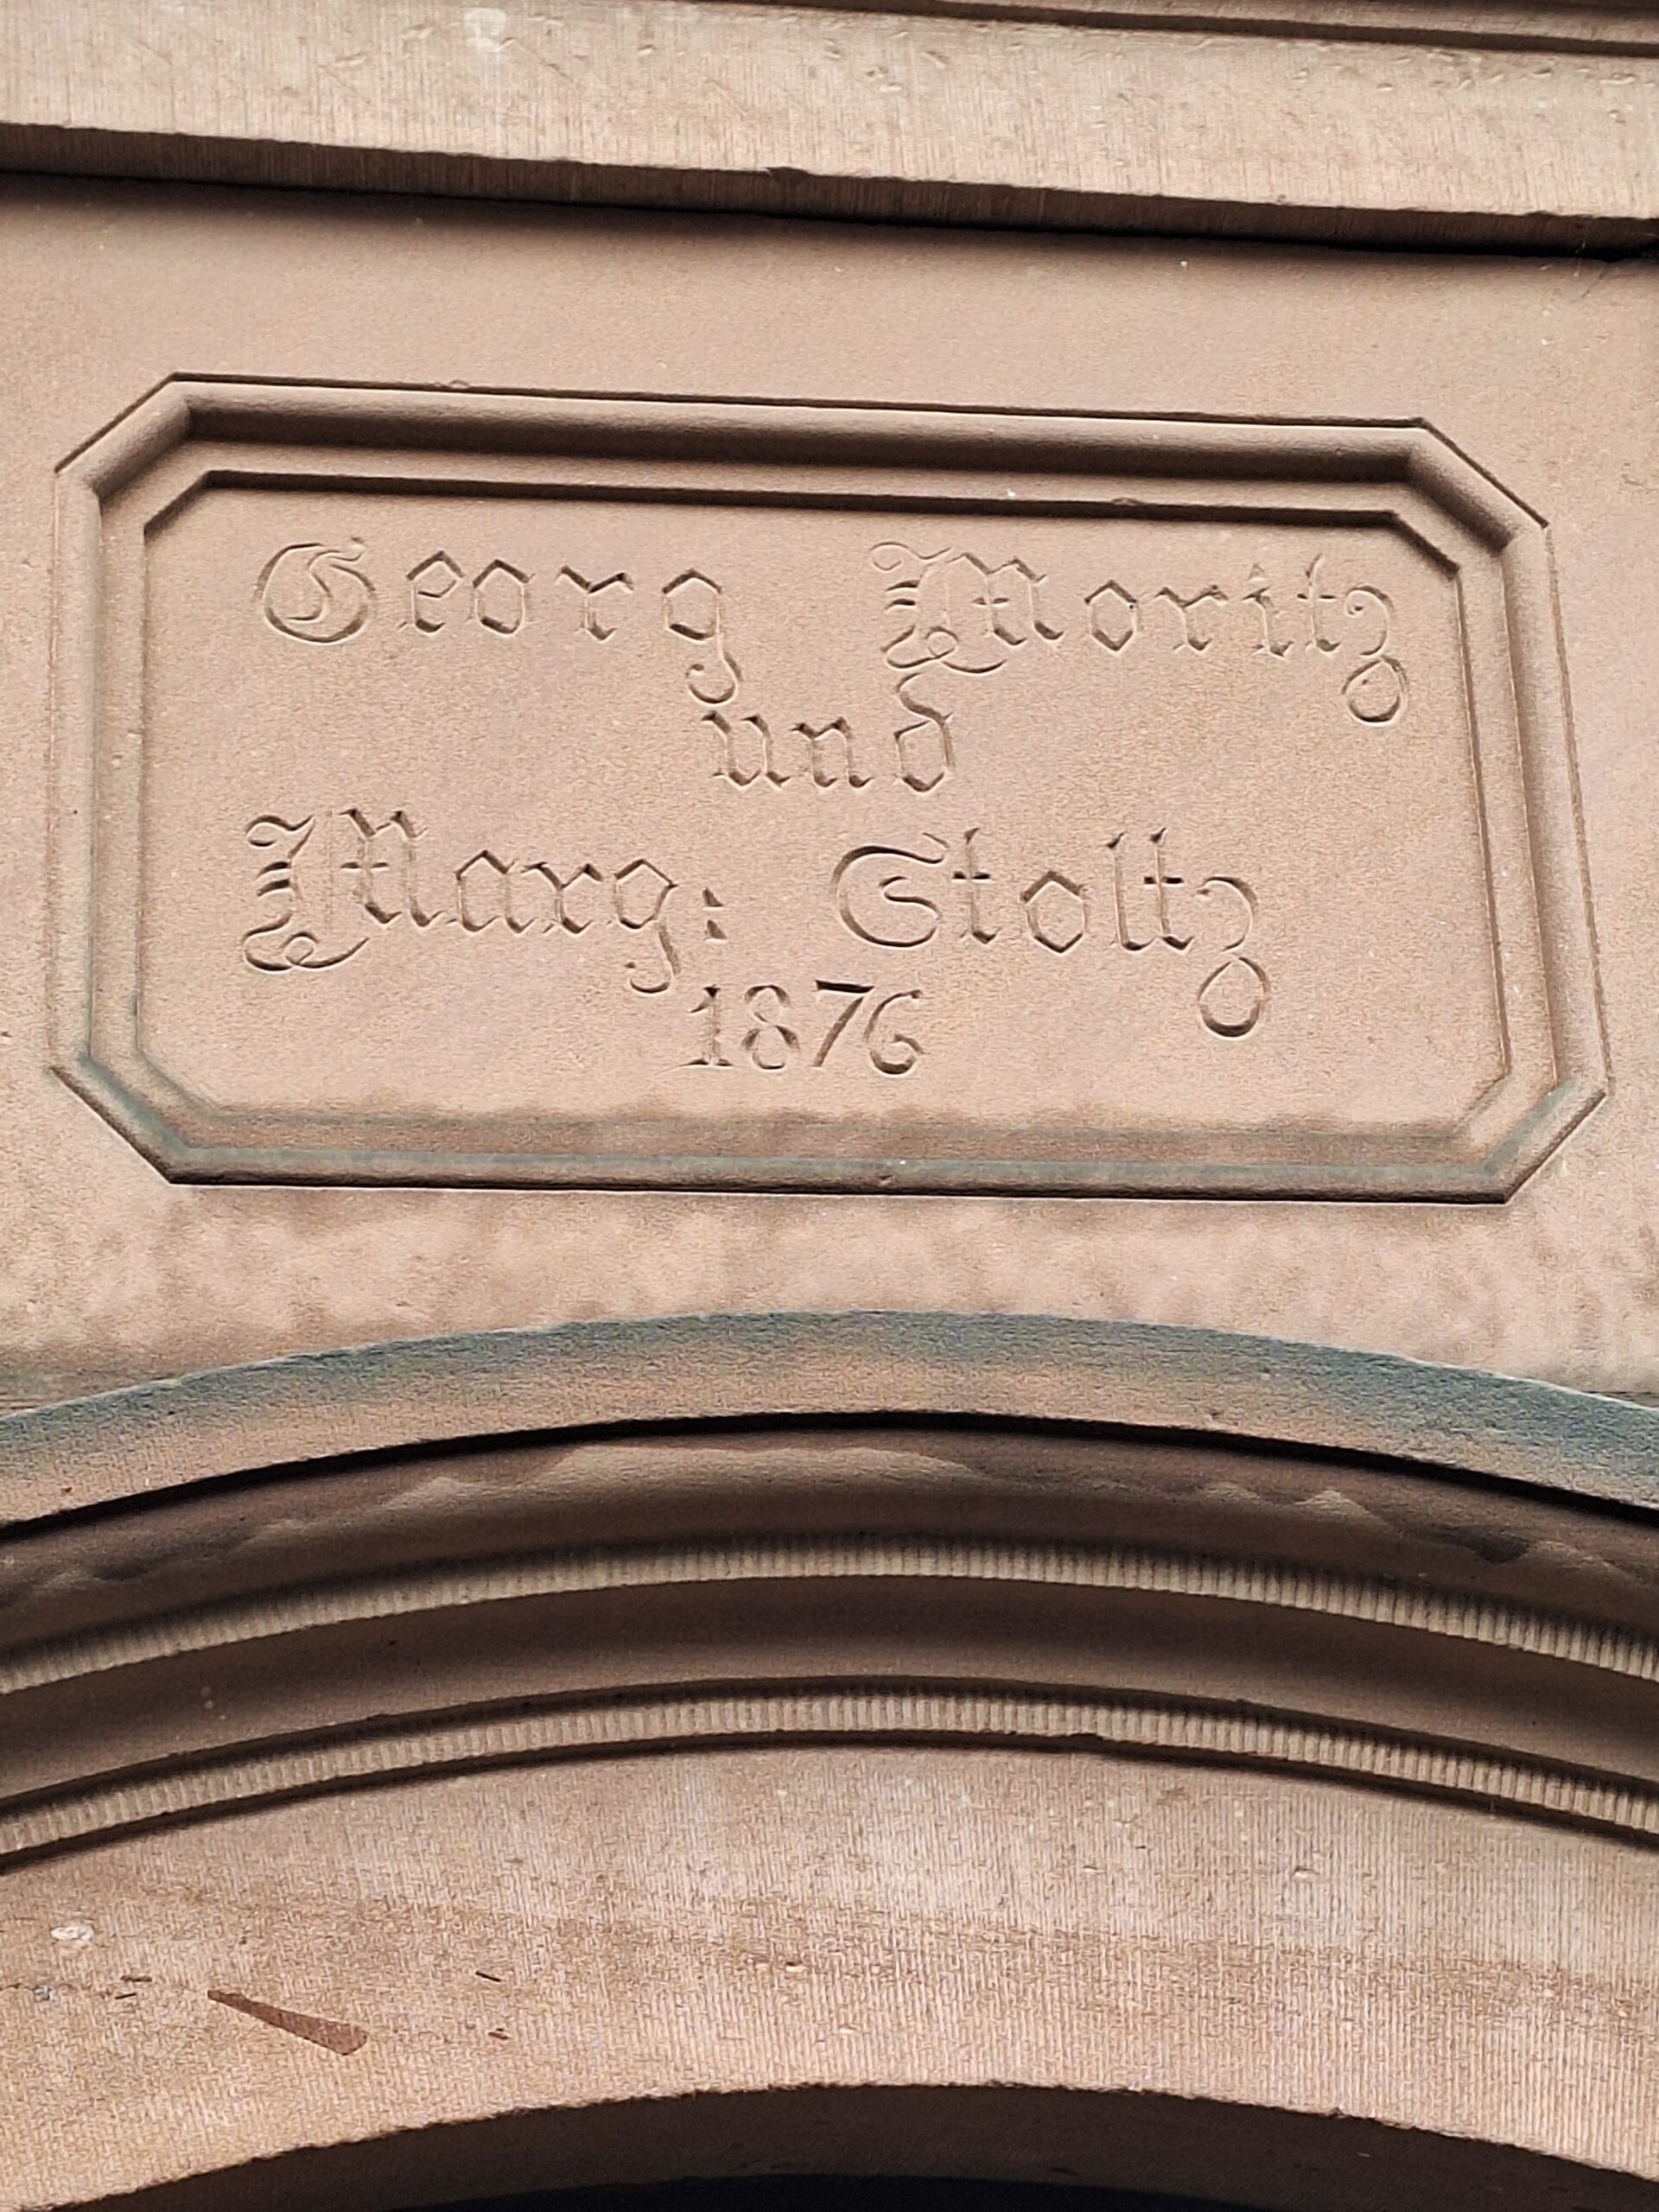 Georg Moritz
und
Marg: Stoltz
1876